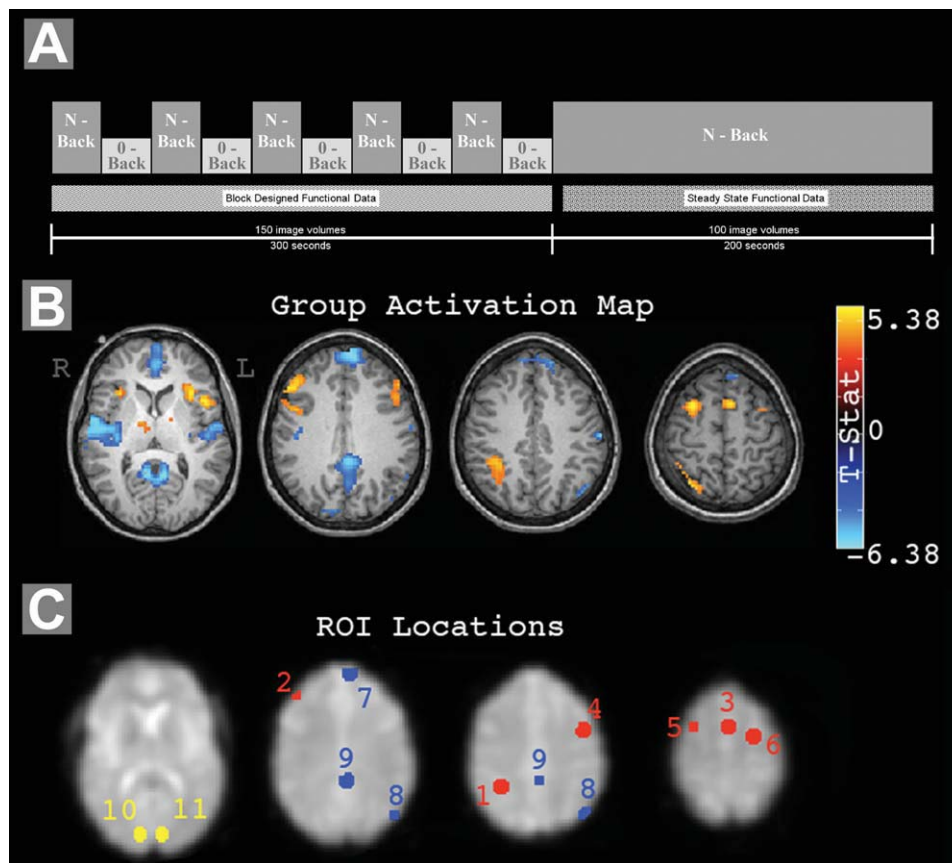 A
N - Back N - Back N - Back N - Back N - Back N - Back
0 - Back 0 - Back 0 - Back 0 - Back 0 - Back
Block Designed Functional Data Steady State Functional Data
150 image volumes 100 image volumes
300 seconds 200 seconds
B
Group Activation Map
R L
5.38
T-Stat
0
-6.38
C
ROI Locations
2 7 9 8
4 9 1 8
3 5 6
10 11